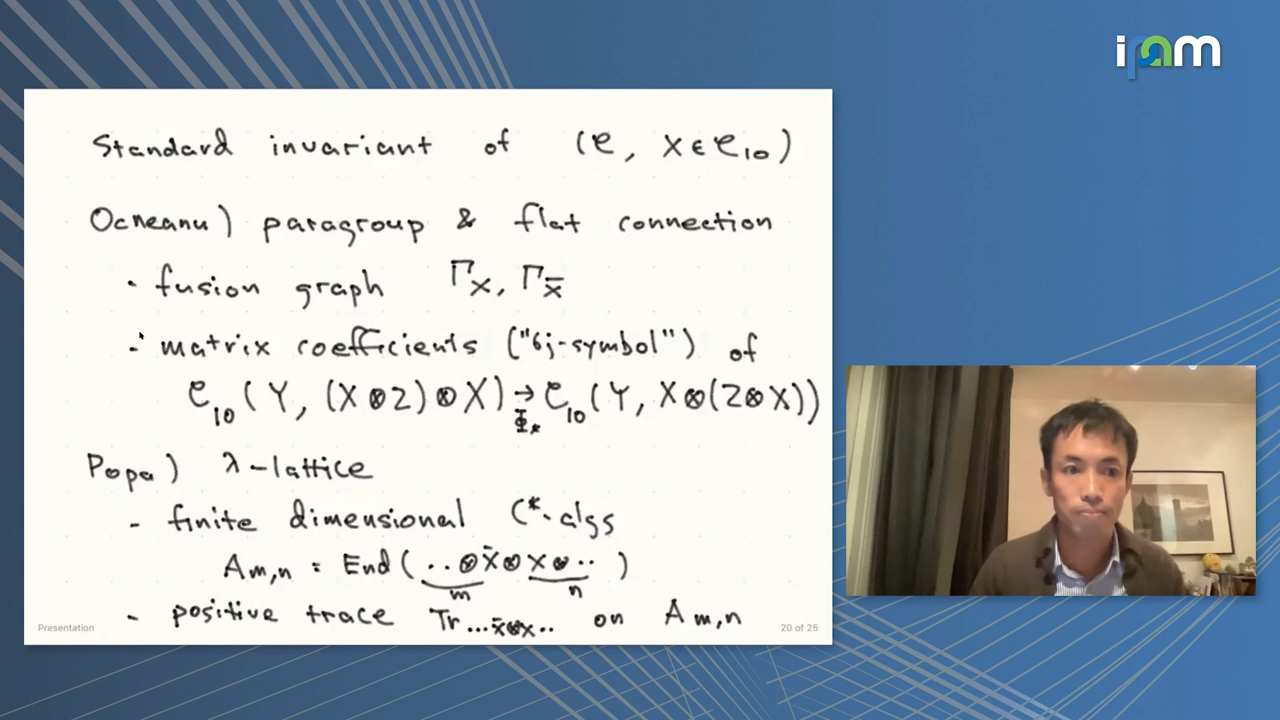 ipam
Standard invariant of (C, X ∈ C₁₀)
Ocneanu) paragroup & flat connection
· fusion graph Γ_X, Γ_X̄
- matrix coefficients ("6j-symbol") of
C₁₀(Y, (X⊗Z)⊗X) →_Φ* C₁₀(Y, X⊗(Z⊗X))
Popa) λ-lattice
- finite dimensional C*-algs
A_m,n = End(··⊗X̄⊗X⊗··)
m n
- positive trace Tr...X̄⊗X.. on A_m,n
Presentation
20 of 25